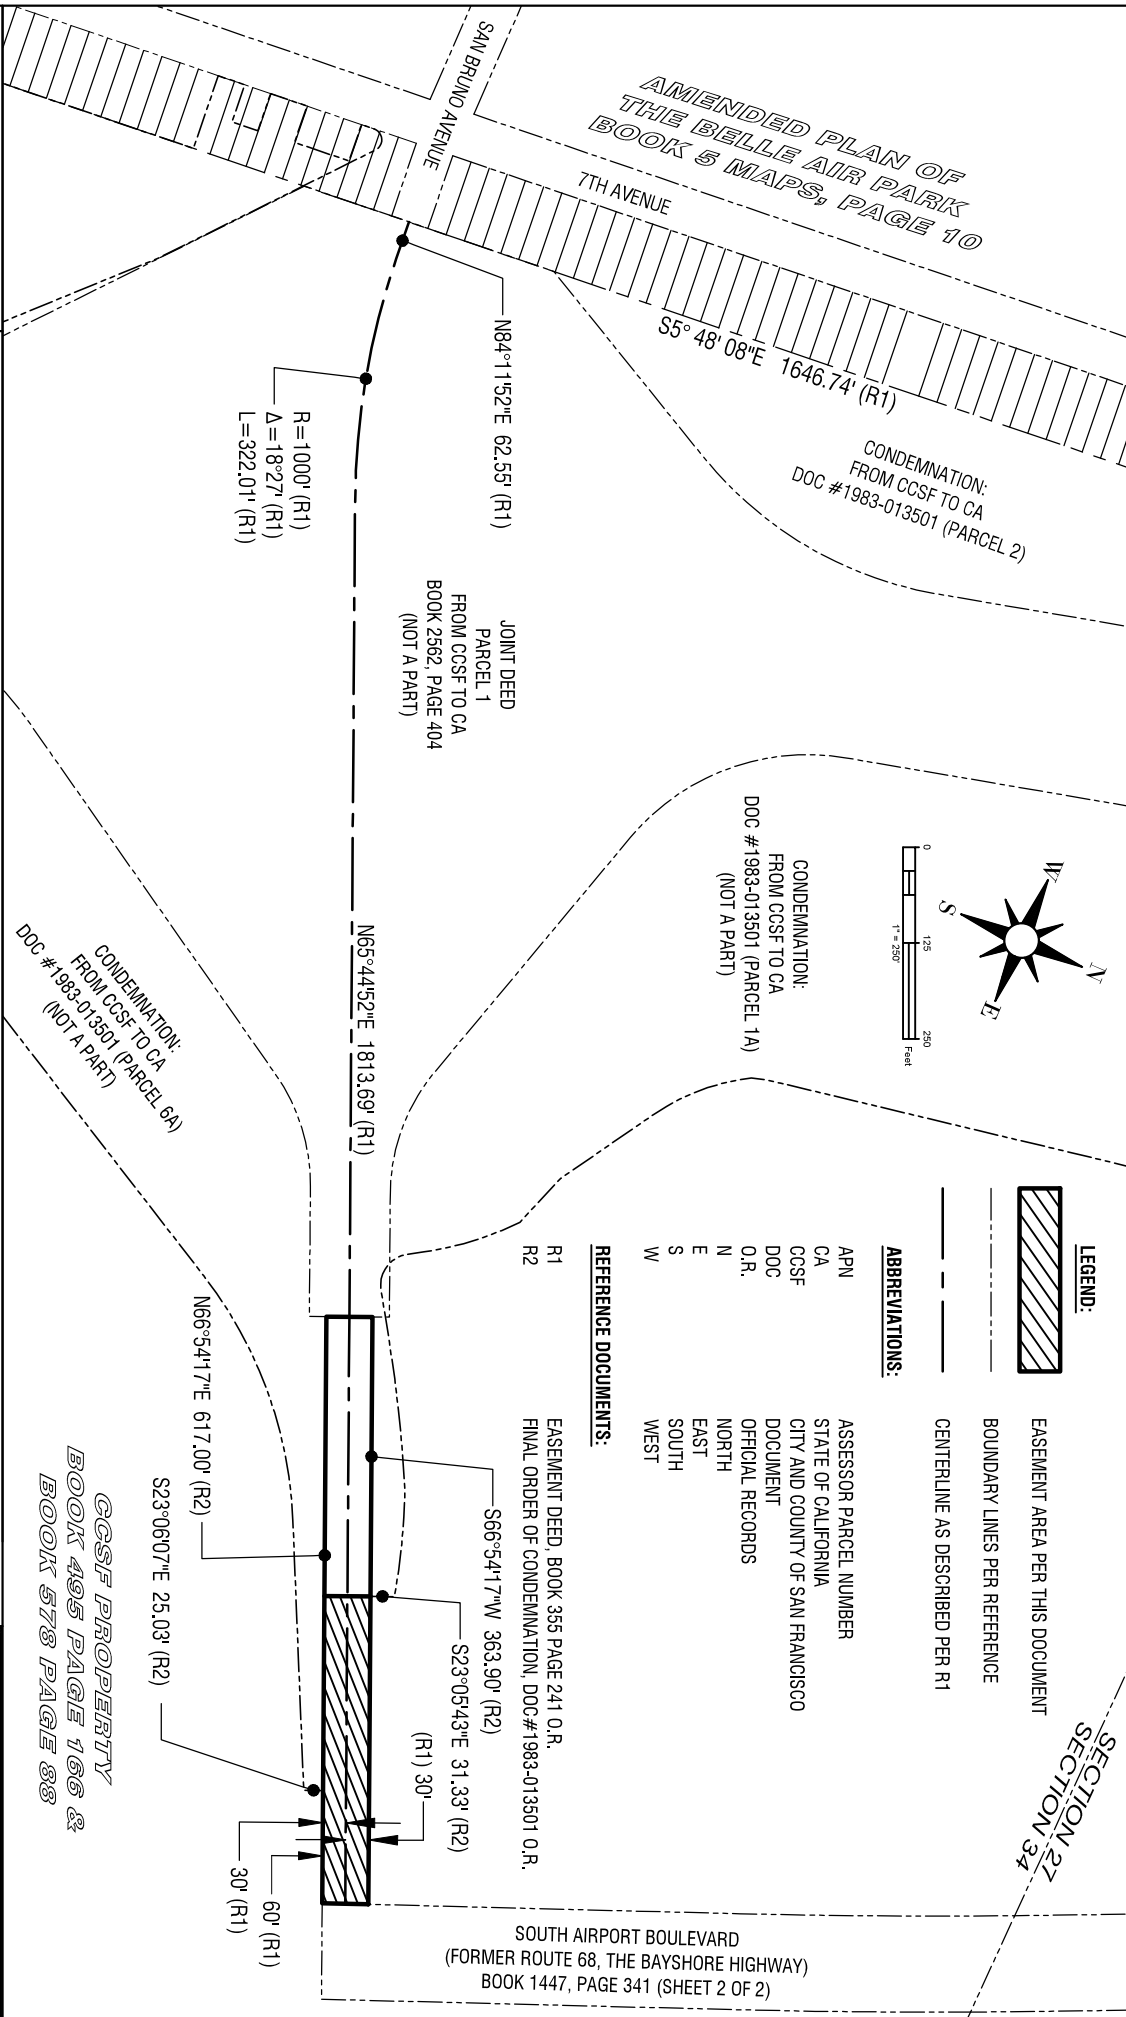 SAN BRUNO AVENUE
AMENDED PLAN OF
THE BELLE AIR PARK
BOOK 5 MAPS, PAGE 10
7TH AVENUE
S5° 48' 08"E 1646.74' (R1)
CONDEMNATION:
FROM CCSF TO CA
DOC #1983-013501 (PARCEL 2)
N84°11'52"E 62.55' (R1)
R=1000' (R1)
Δ=18°27' (R1)
L=322.01' (R1)
JOINT DEED
PARCEL 1
FROM CCSF TO CA
BOOK 2562, PAGE 404
(NOT A PART)
CONDEMNATION:
FROM CCSF TO CA
DOC #1983-013501 (PARCEL 1A)
(NOT A PART)
W
N
S
E
0
125
250
1" = 250'
Feet
N65°44'52"E 1813.69' (R1)
CONDEMNATION:
FROM CCSF TO CA
DOC #1983-013501 (PARCEL 6A)
(NOT A PART)
LEGEND:
EASEMENT AREA PER THIS DOCUMENT
BOUNDARY LINES PER REFERENCE
CENTERLINE AS DESCRIBED PER R1
ABBREVIATIONS:
APN ASSESSOR PARCEL NUMBER
CA STATE OF CALIFORNIA
CCSF CITY AND COUNTY OF SAN FRANCISCO
DOC DOCUMENT
O.R. OFFICIAL RECORDS
N NORTH
E EAST
S SOUTH
W WEST
REFERENCE DOCUMENTS:
R1 EASEMENT DEED, BOOK 355 PAGE 241 O.R.
R2 FINAL ORDER OF CONDEMNATION, DOC#1983-013501 O.R.
S66°54'17"W 363.90' (R2)
S23°05'43"E 31.33' (R2)
(R1) 30'
N66°54'17"E 617.00' (R2)
S23°06'07"E 25.03' (R2)
60' (R1)
30' (R1)
CCSF PROPERTY
BOOK 495 PAGE 166 &
BOOK 578 PAGE 88
SECTION 27
SECTION 34
SOUTH AIRPORT BOULEVARD
(FORMER ROUTE 68, THE BAYSHORE HIGHWAY)
BOOK 1447, PAGE 341 (SHEET 2 OF 2)